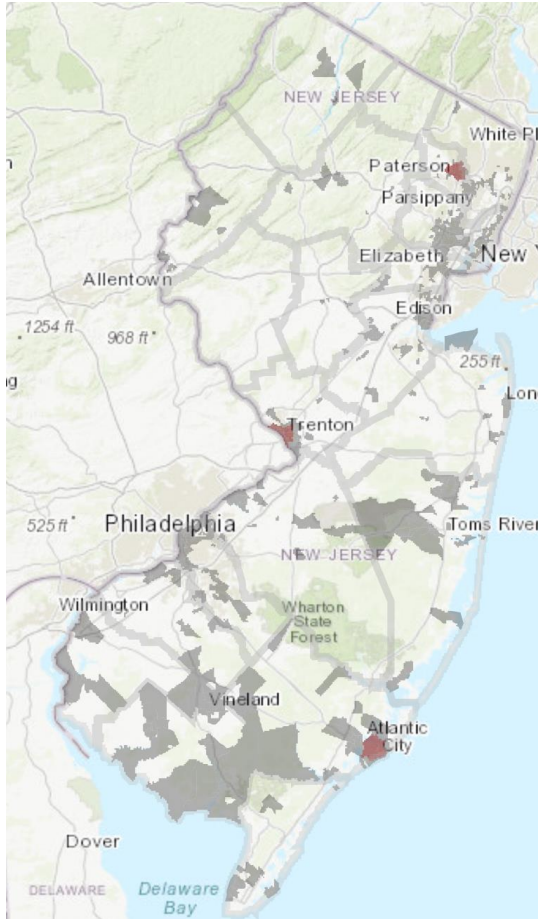 NEW JERSEY
White Pl
Paterson
Parsippany
n
Elizabeth
New Y
Allentown
Edison
1254 ft
968 ft
255 ft
ng
Lon
Trenton
525 ft
Philadelphia
Toms River
NEW JERSEY
Wilmington
Wharton
State
Forest
Vineland
Atlantic
City
Dover
DELAWARE
Delaware
Bay